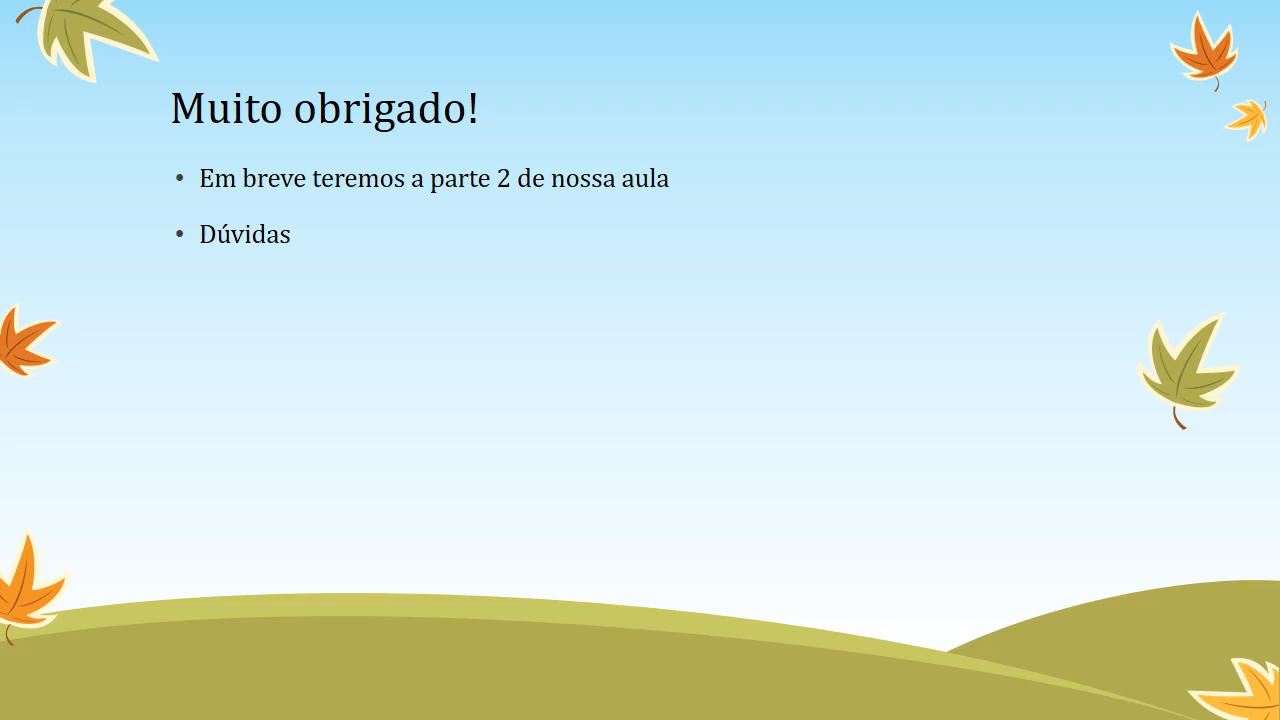 Muito obrigado!
• Em breve teremos a parte 2 de nossa aula
• Dúvidas